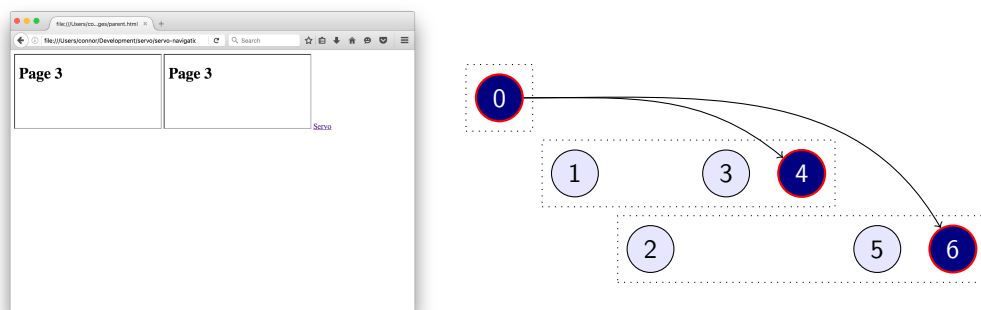 file:///Users/co...ges/parent.html × +
file:///Users/connor/Development/servo/servo-navigatic
Search
Page 3
Page 3
Servo
0
1
3
4
2
5
6